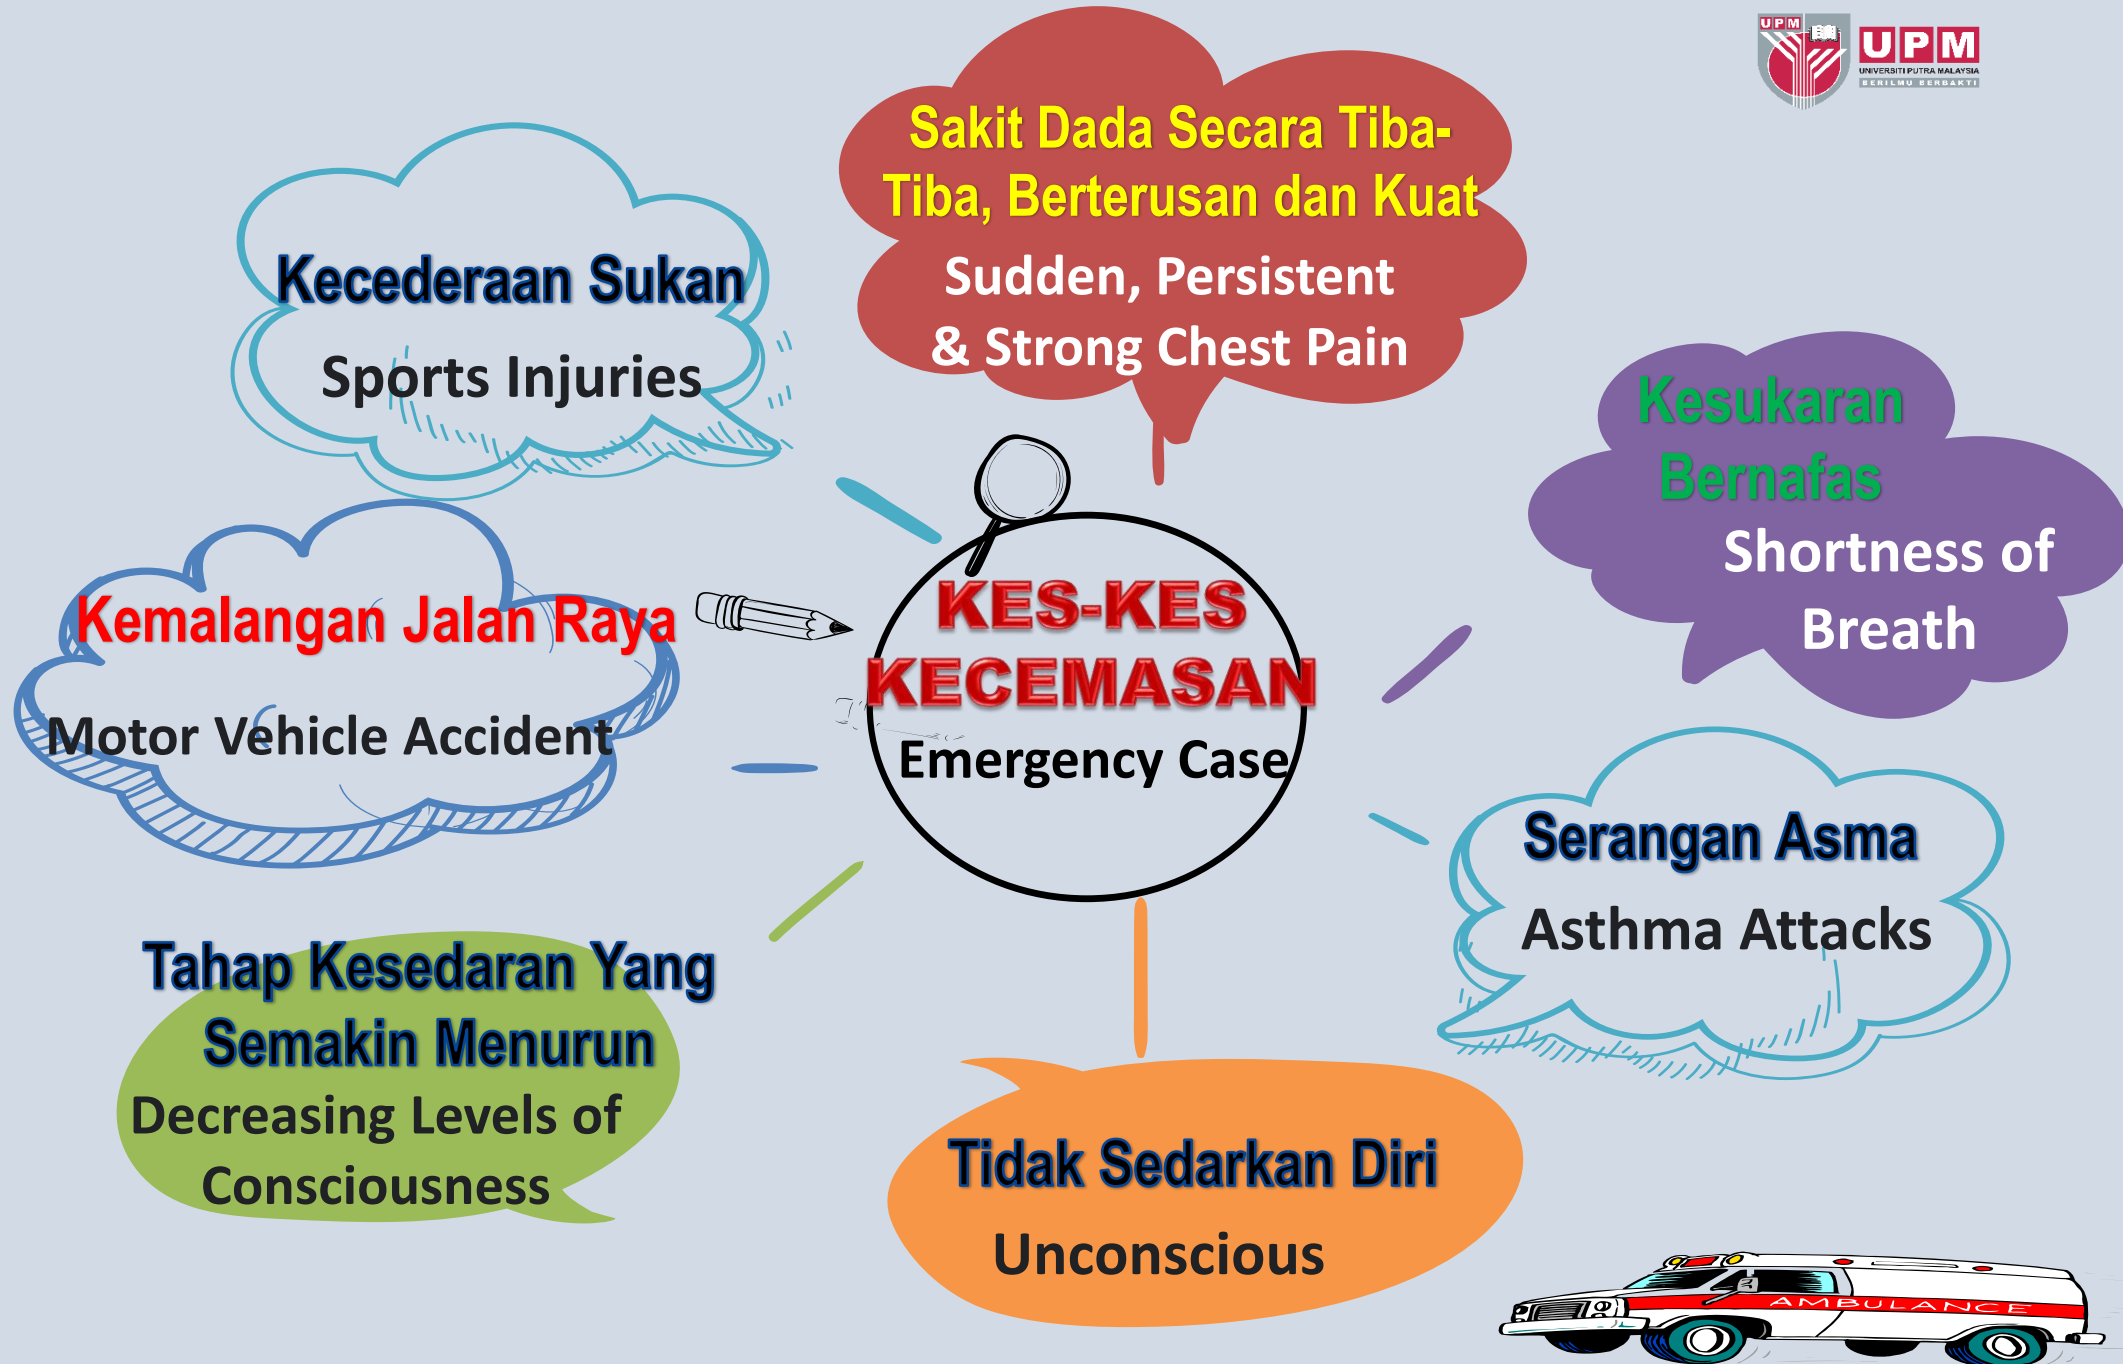 UPM
UPM
UNIVERSITI PUTRA MALAYSIA
BERILMU BERBAKTI
Sakit Dada Secara Tiba-
Tiba, Berterusan dan Kuat
Sudden, Persistent
& Strong Chest Pain
Kecederaan Sukan
Sports Injuries
Kesukaran
Bernafas
Shortness of
Breath
Kemalangan Jalan Raya
Motor Vehicle Accident
KES-KES
KECEMASAN
Emergency Case
Serangan Asma
Asthma Attacks
Tahap Kesedaran Yang
Semakin Menurun
Decreasing Levels of
Consciousness
Tidak Sedarkan Diri
Unconscious
AMBULANCE